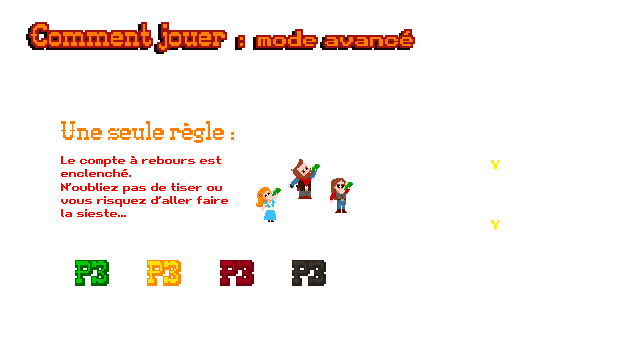 Comment jouer : mode avancé
Une seule règle :
Le compte à rebours est
enclenché.
N'oubliez pas de tiser ou
vous risquez d'aller faire
la sieste...
Y
Y
P3 P3 P3 P3